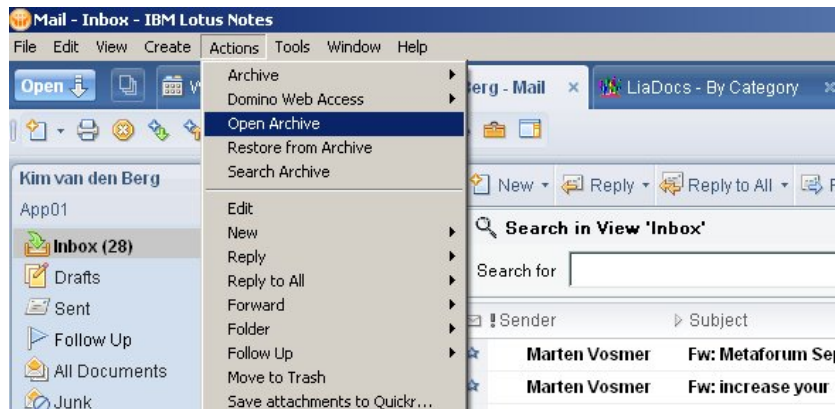 Mail - Inbox - IBM Lotus Notes
File Edit View Create Actions Tools Window Help
Open
erg - Mail
LiaDocs - By Category
Archive
Domino Web Access
Open Archive
Restore from Archive
Search Archive
Edit
New
Reply
Reply to All
Forward
Folder
Follow Up
Move to Trash
Save attachments to Quickr...
Kim van den Berg
App01
Inbox (28)
Drafts
Sent
Follow Up
All Documents
Junk
New Reply Reply to All
Search in View 'Inbox'
Search for
! Sender Subject
Marten Vosmer Fw: Metaforum Sep
Marten Vosmer Fw: increase your